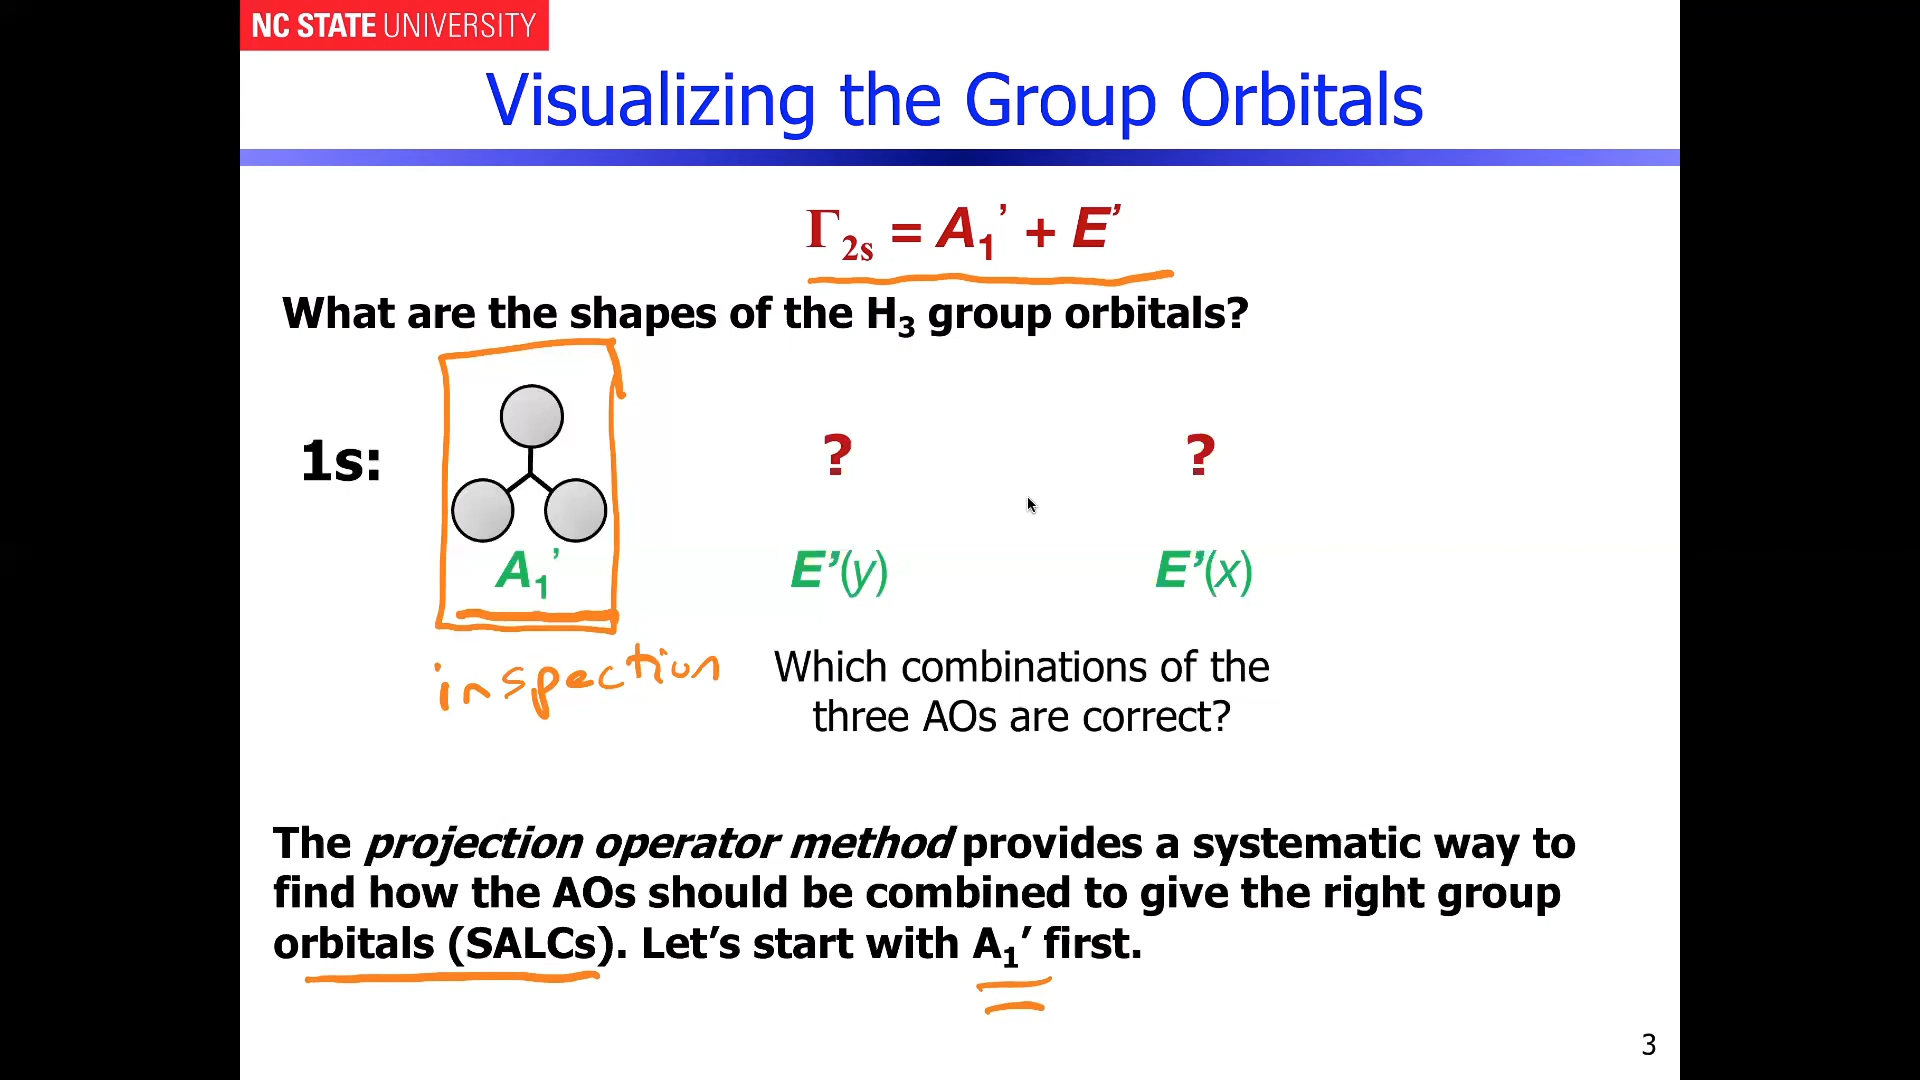 NC STATE UNIVERSITY
Visualizing the Group Orbitals
Γ2s = A1’ + E’
What are the shapes of the H3 group orbitals?
1s:
?
?
A1’
E’(y)
E’(x)
inspection
Which combinations of the
three AOs are correct?
The projection operator method provides a systematic way to
find how the AOs should be combined to give the right group
orbitals (SALCs). Let’s start with A1’ first.
3